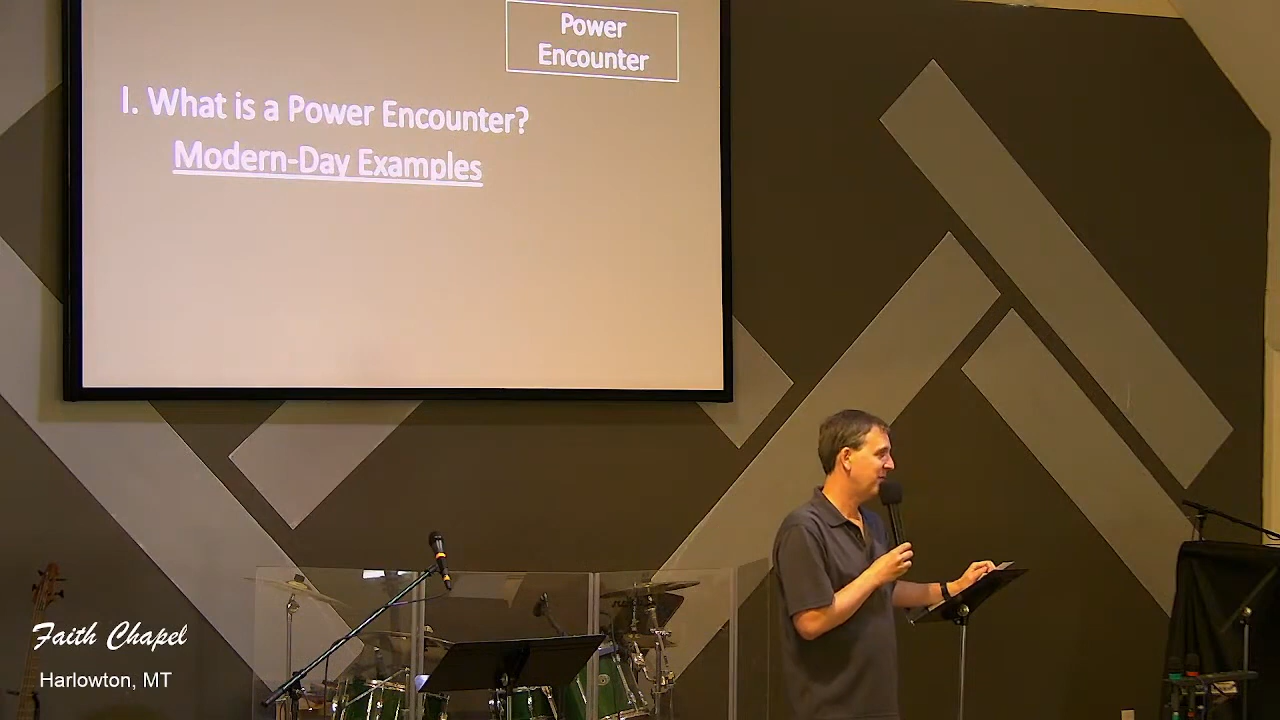 Power
Encounter
I. What is a Power Encounter?
Modern-Day Examples
Faith Chapel
Harlowton, MT